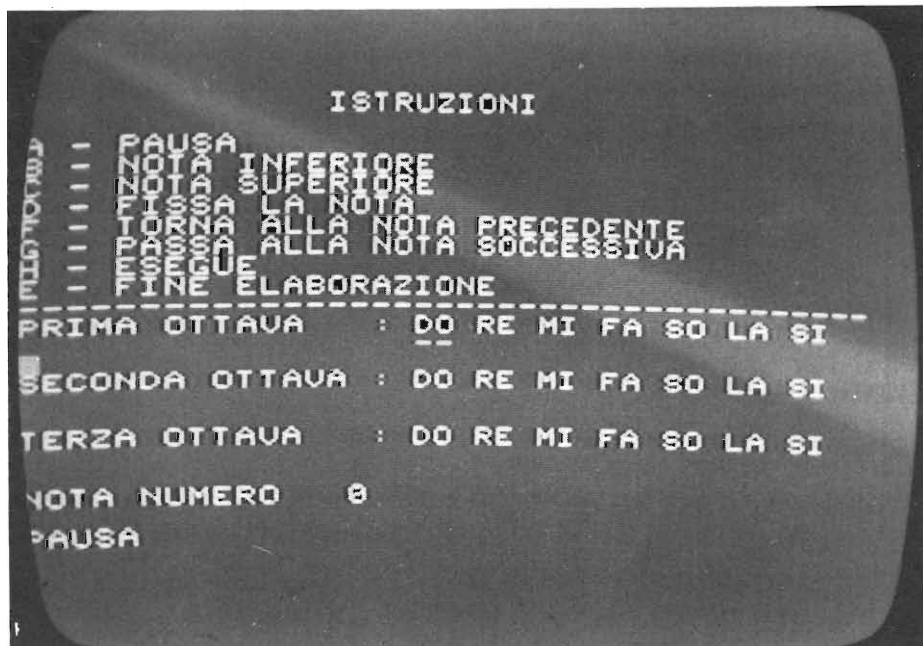 ISTRUZIONI
A - PAUSA
B - NOTA INFERIORE
C - NOTA SUPERIORE
D - FISSA LA NOTA
F - TORNA ALLA NOTA PRECEDENTE
G - PASSA ALLA NOTA SOCCESSIVA
I - ESEGUE
E - FINE ELABORAZIONE
PRIMA OTTAVA : DO RE MI FA SO LA SI
SECONDA OTTAVA : DO RE MI FA SO LA SI
TERZA OTTAVA : DO RE MI FA SO LA SI
NOTA NUMERO 0
PAUSA